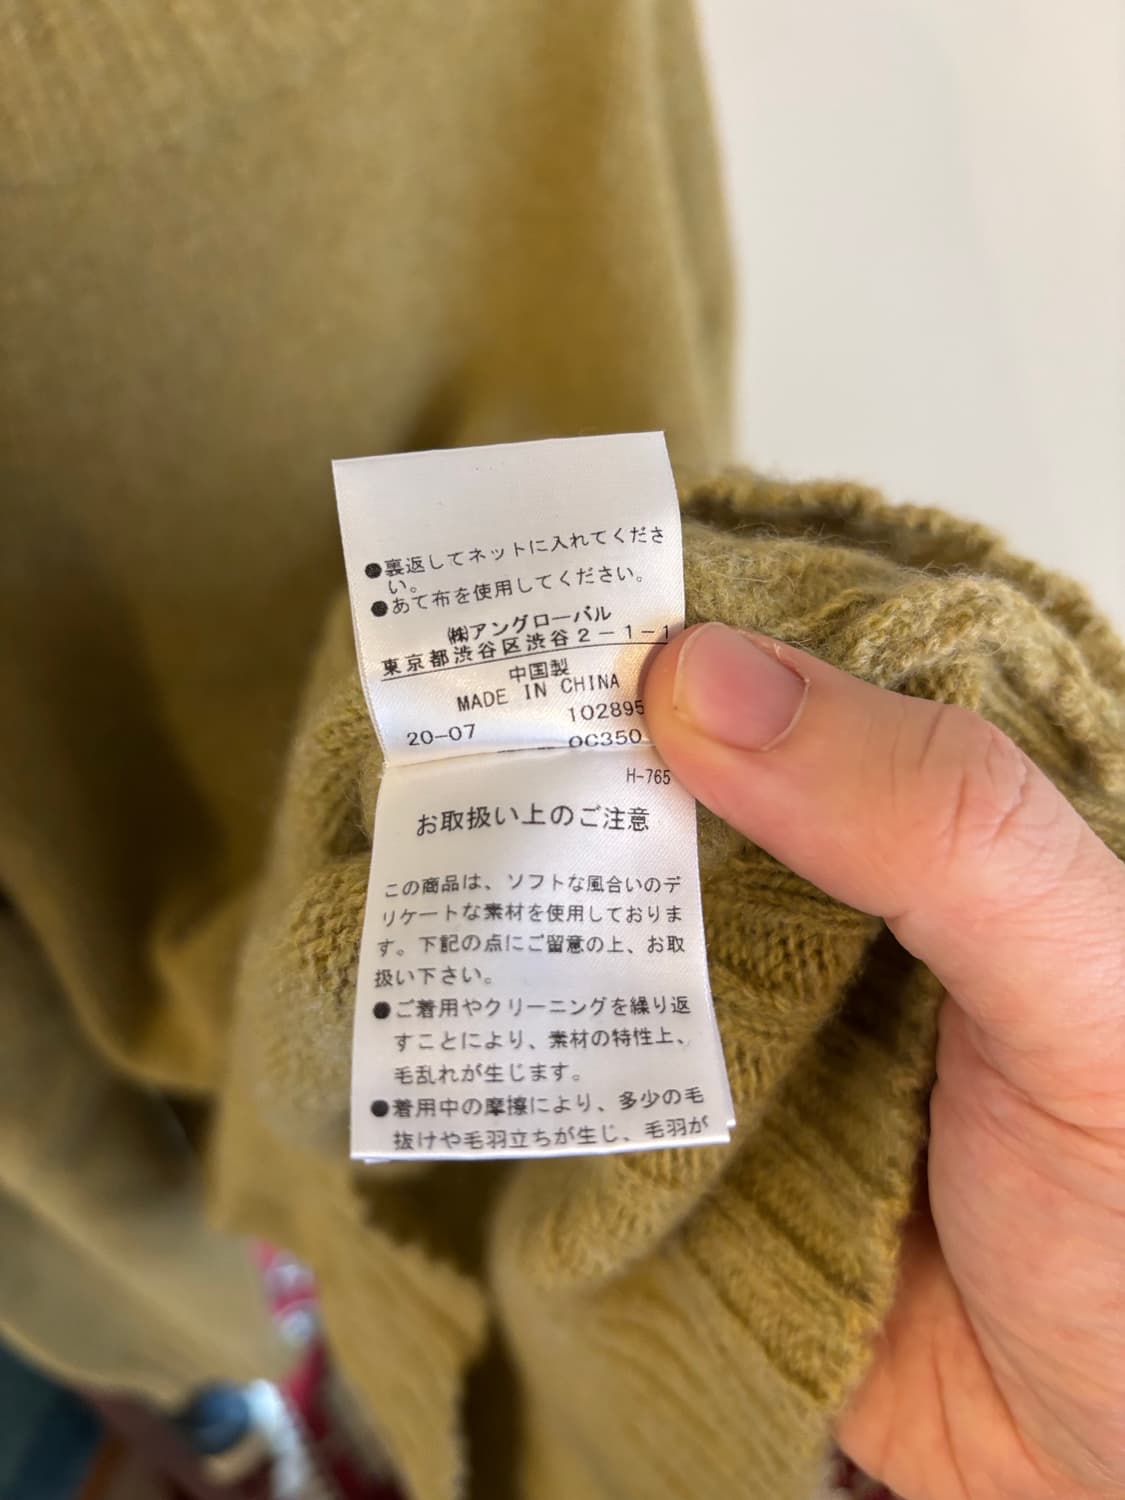 ●裏返してネットに入れてくださ
い。
●あて布を使用してください。
㈱アングローバル
東京都渋谷区渋谷2-1-1
中国製
MADE IN CHINA
20-07 102895
0C350
H-765
お取扱い上のご注意
この商品は、ソフトな風合いのデ
リケートな素材を使用しておりま
す。下記の点にご留意の上、お取
扱い下さい。
●ご着用やクリーニングを繰り返
すことにより、素材の特性上、
毛乱れが生じます。
●着用中の摩擦により、多少の毛
抜けや毛羽立ちが生じ、毛羽が